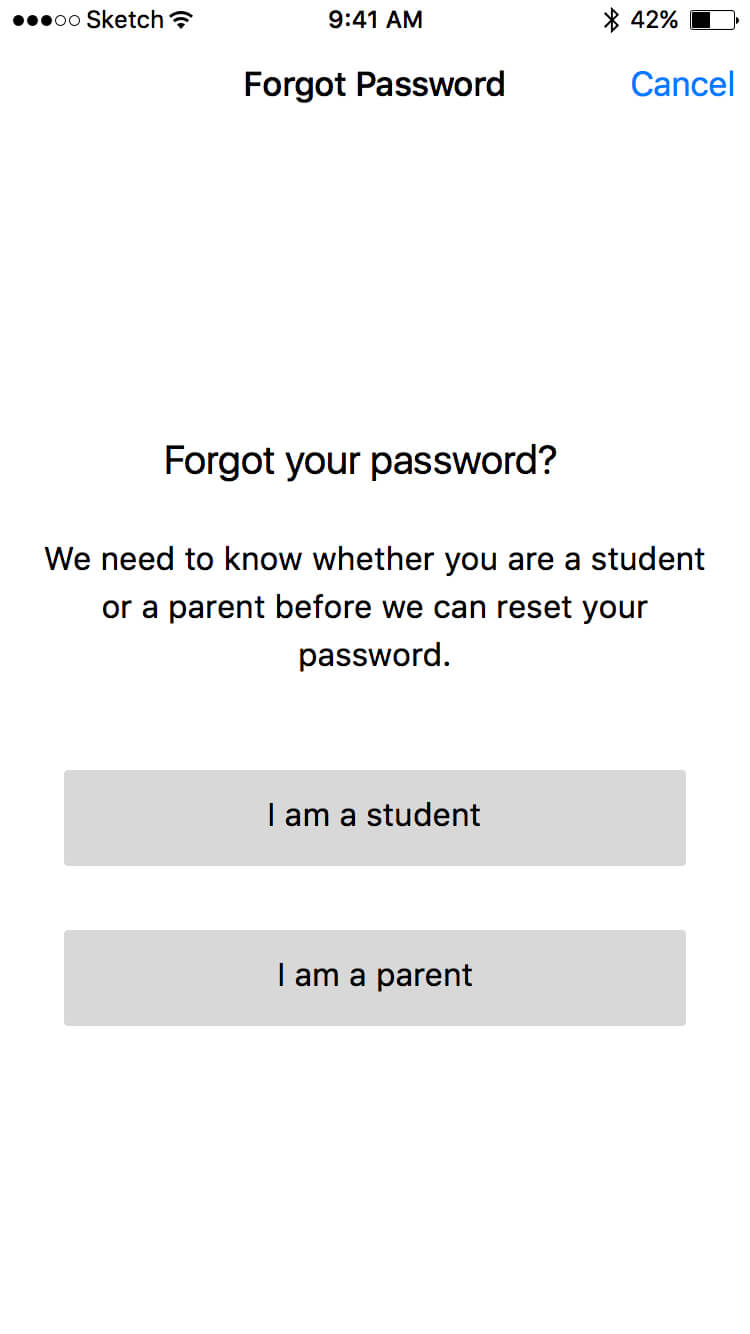 Sketch 9:41 AM 42%
Forgot Password Cancel
Forgot your password?
We need to know whether you are a student
or a parent before we can reset your
password.
I am a student
I am a parent